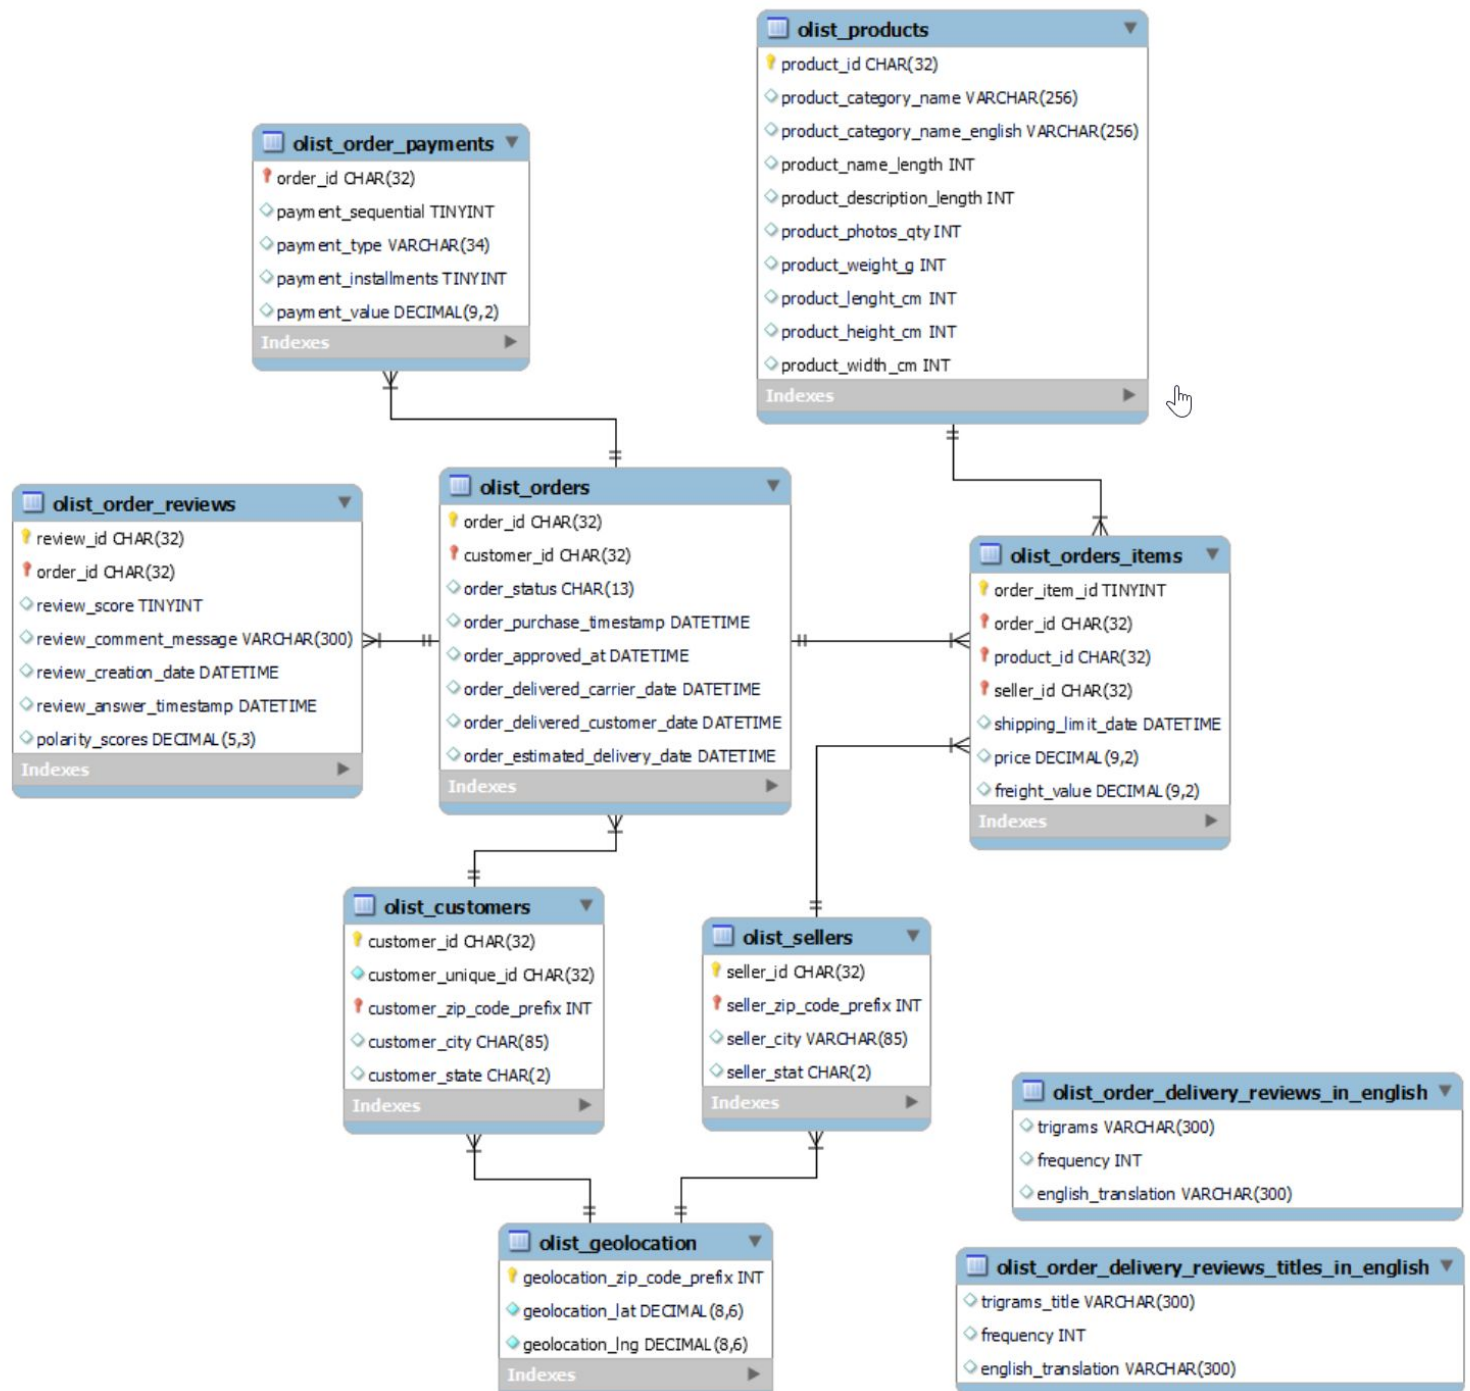 olist_products
product_id CHAR(32)
product_category_name VARCHAR(256)
product_category_name_english VARCHAR(256)
product_name_length INT
product_description_length INT
product_photos_qty INT
product_weight_g INT
product_lenght_cm INT
product_height_cm INT
product_width_cm INT
Indexes
olist_order_payments
order_id CHAR(32)
payment_sequential TINYINT
payment_type VARCHAR(34)
payment_installments TINYINT
payment_value DECIMAL(9,2)
Indexes
olist_order_reviews
review_id CHAR(32)
order_id CHAR(32)
review_score TINYINT
review_comment_message VARCHAR(300)
review_creation_date DATETIME
review_answer_timestamp DATETIME
polarity_scores DECIMAL(5,3)
Indexes
olist_orders
order_id CHAR(32)
customer_id CHAR(32)
order_status CHAR(13)
order_purchase_timestamp DATETIME
order_approved_at DATETIME
order_delivered_carrier_date DATETIME
order_delivered_customer_date DATETIME
order_estimated_delivery_date DATETIME
Indexes
olist_orders_items
order_item_id TINYINT
order_id CHAR(32)
product_id CHAR(32)
seller_id CHAR(32)
shipping_limit_date DATETIME
price DECIMAL(9,2)
freight_value DECIMAL(9,2)
Indexes
olist_customers
customer_id CHAR(32)
customer_unique_id CHAR(32)
customer_zip_code_prefix INT
customer_city CHAR(85)
customer_state CHAR(2)
Indexes
olist_sellers
seller_id CHAR(32)
seller_zip_code_prefix INT
seller_city VARCHAR(85)
seller_stat CHAR(2)
Indexes
olist_order_delivery_reviews_in_english
trigrams VARCHAR(300)
frequency INT
english_translation VARCHAR(300)
olist_geolocation
geolocation_zip_code_prefix INT
geolocation_lat DECIMAL(8,6)
geolocation_lng DECIMAL(8,6)
Indexes
olist_order_delivery_reviews_titles_in_english
trigrams_title VARCHAR(300)
frequency INT
english_translation VARCHAR(300)